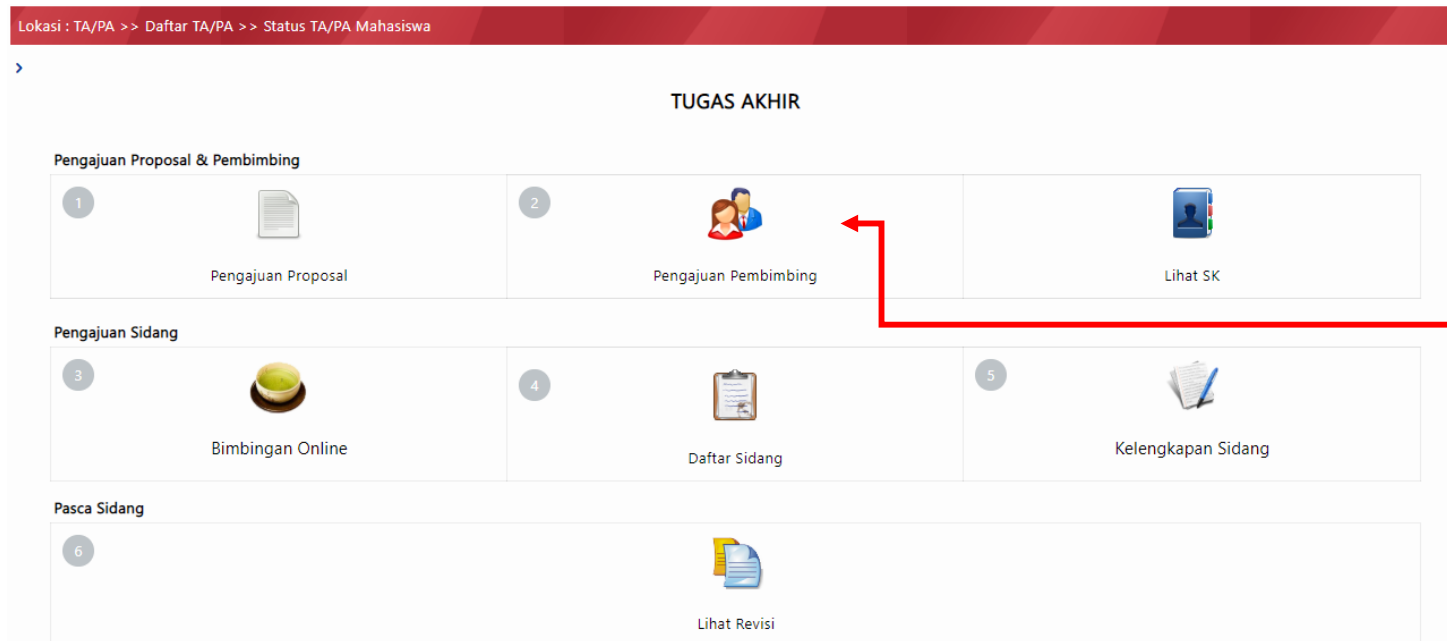 Lokasi : TA/PA >> Daftar TA/PA >> Status TA/PA Mahasiswa
TUGAS AKHIR
Pengajuan Proposal & Pembimbing
1
2
Pengajuan Proposal
Pengajuan Pembimbing
Lihat SK
Pengajuan Sidang
3
4
5
Bimbingan Online
Daftar Sidang
Kelengkapan Sidang
Pasca Sidang
6
Lihat Revisi